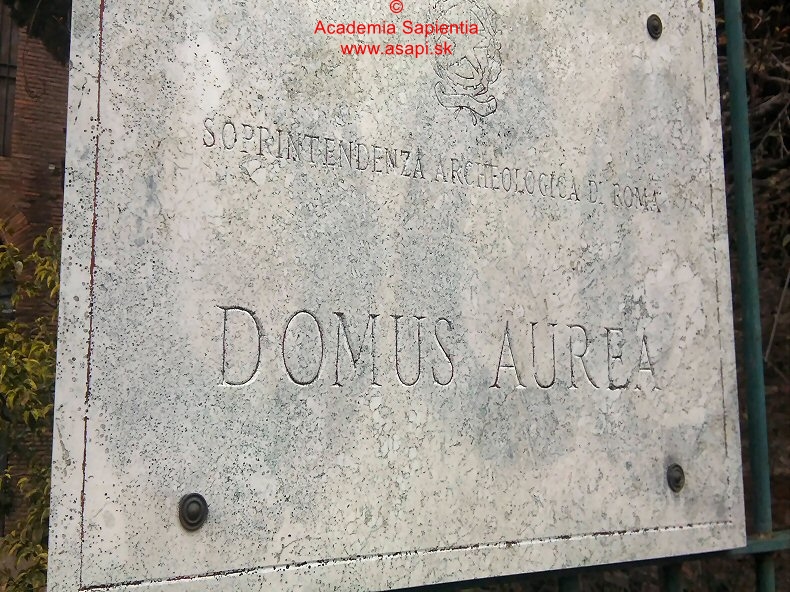 ©
Academia Sapientia
www.asapi.sk
SOPRINTENDENZA ARCHEOLOGICA DI ROMA
DOMUS AUREA